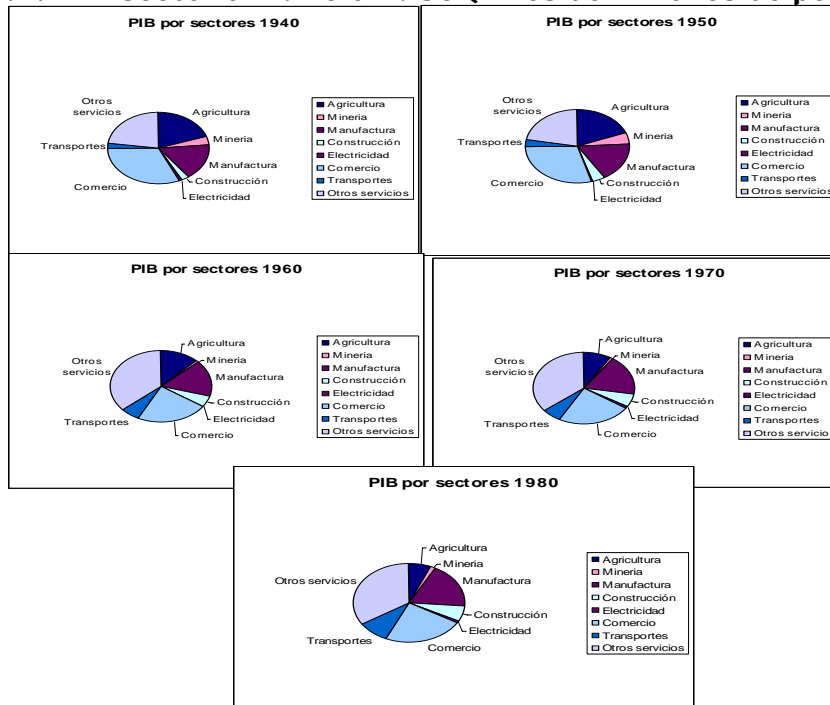 PIB por sectores 1940
Otros
servicios
Agricultura
Mineria
Transportes
Manufactura
Construcción
Comercio
Electricidad
Agricultura
Mineria
Manufactura
Construcción
Electricidad
Comercio
Transportes
Otros servicios
PIB por sectores 1950
Otros
servicios
Agricultura
Mineria
Transportes
Manufactura
Comercio
Construcción
Electricidad
Agricultura
Mineria
Manufactura
Construcción
Electricidad
Comercio
Transportes
Otros servicios
PIB por sectores 1960
Agricultura
Otros
servicios
Mineria
Manufactura
Construcción
Transportes
Electricidad
Comercio
Agricultura
Mineria
Manufactura
Construcción
Electricidad
Comercio
Transportes
Otros servicios
PIB por sectores 1970
Agricultura
Otros
servicios
Mineria
Manufactura
Construcción
Transportes
Electricidad
Comercio
Agricultura
Mineria
Manufactura
Construcción
Electricidad
Comercio
Transportes
Otros servicios
PIB por sectores 1980
Agricultura
Mineria
Otros servicios
Manufactura
Construcción
Electricidad
Transportes
Comercio
Agricultura
Mineria
Manufactura
Construcción
Electricidad
Comercio
Transportes
Otros servicios